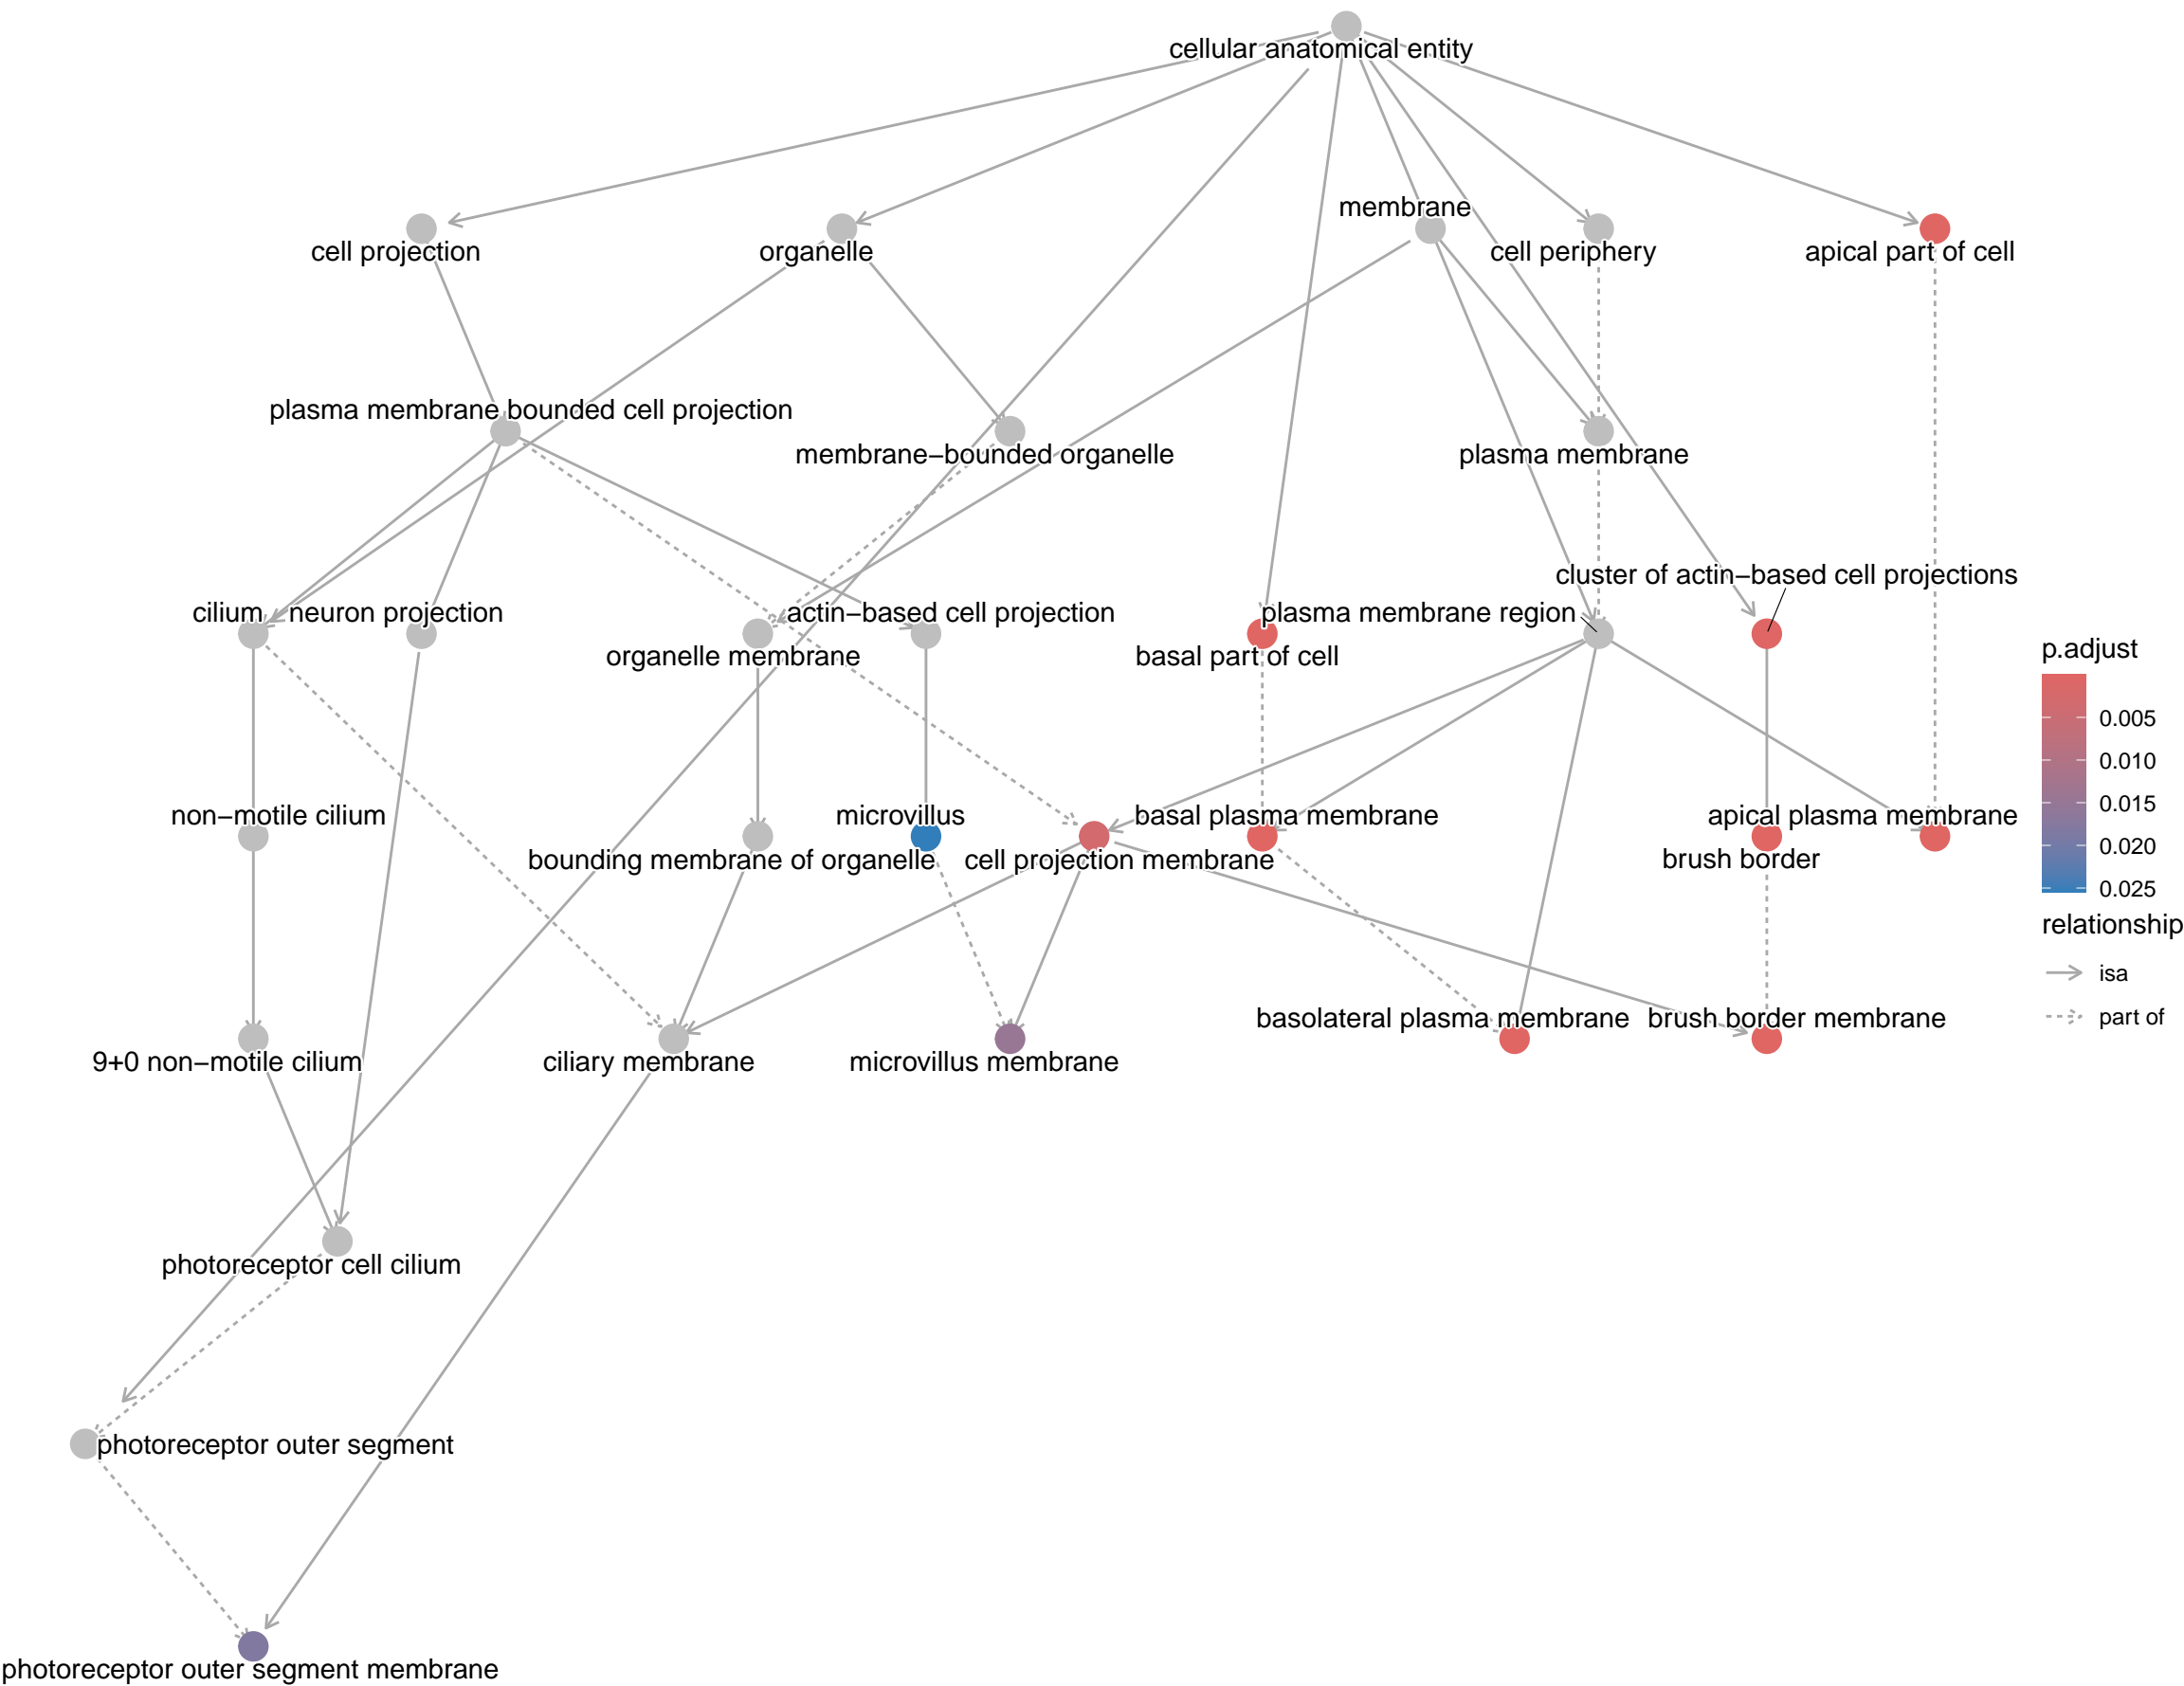 cellular anatomical entity
membrane
cell projection
organelle
cell periphery
apical part of cell
plasma membrane bounded cell projection
membrane−bounded organelle
plasma membrane
cluster of actin−based cell projections
cilium
neuron projection
actin−based cell projection
plasma membrane region
organelle membrane
basal part of cell
p.adjust
0.005
0.010
0.015
0.020
0.025
non−motile cilium
microvillus
basal plasma membrane
apical plasma membrane
bounding membrane of organelle
cell projection membrane
brush border
relationship
isa
part of
basolateral plasma membrane
brush border membrane
9+0 non−motile cilium
ciliary membrane
microvillus membrane
photoreceptor cell cilium
photoreceptor outer segment
photoreceptor outer segment membrane